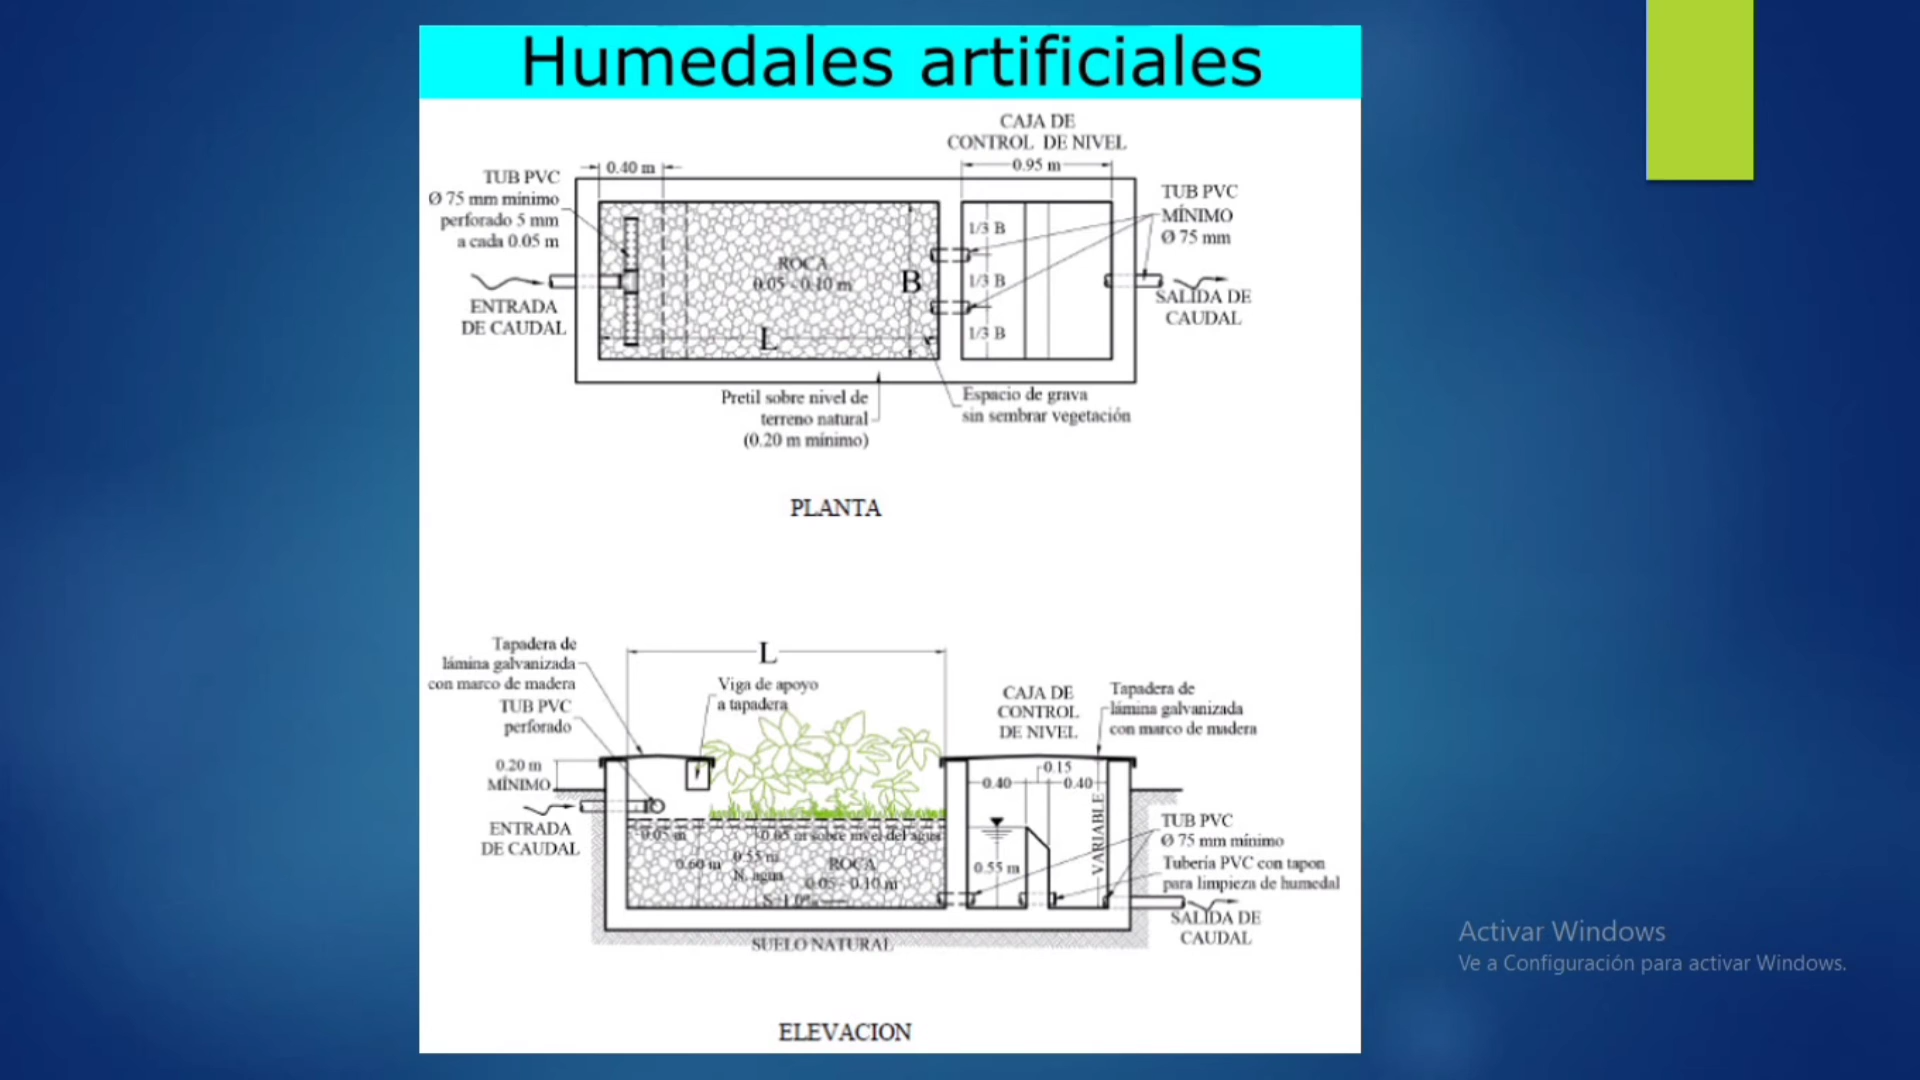 Humedales artificiales
CAJA DE
CONTROL DE NIVEL
0.40 m
0.95 m
TUB PVC
Ø 75 mm mínimo
perforado 5 mm
a cada 0.05 m
TUB PVC
MÍNIMO
Ø 75 mm
1/3 B
ROCA
0.05 - 0.10 m
B
1/3 B
ENTRADA
DE CAUDAL
SALIDA DE
CAUDAL
L
1/3 B
Pretil sobre nivel de
terreno natural
(0.20 m mínimo)
Espacio de grava
sin sembrar vegetación
PLANTA
Tapadera de
lámina galvanizada
con marco de madera
L
TUB PVC
perforado
Viga de apoyo
a tapadera
CAJA DE
CONTROL
DE NIVEL
Tapadera de
lámina galvanizada
con marco de madera
0.20 m
MÍNIMO
0.15
0.40
0.40
VARIABLE
ENTRADA
DE CAUDAL
0.05 m
0.05 m sobre nivel del agua
0.60 m
0.55 m
N. agua
ROCA
0.05 - 0.10 m
0.55 m
TUB PVC
Ø 75 mm mínimo
Tubería PVC con tapon
para limpieza de humedal
SALIDA DE
CAUDAL
SUELO NATURAL
ELEVACION
Activar Windows
Ve a Configuración para activar Windows.